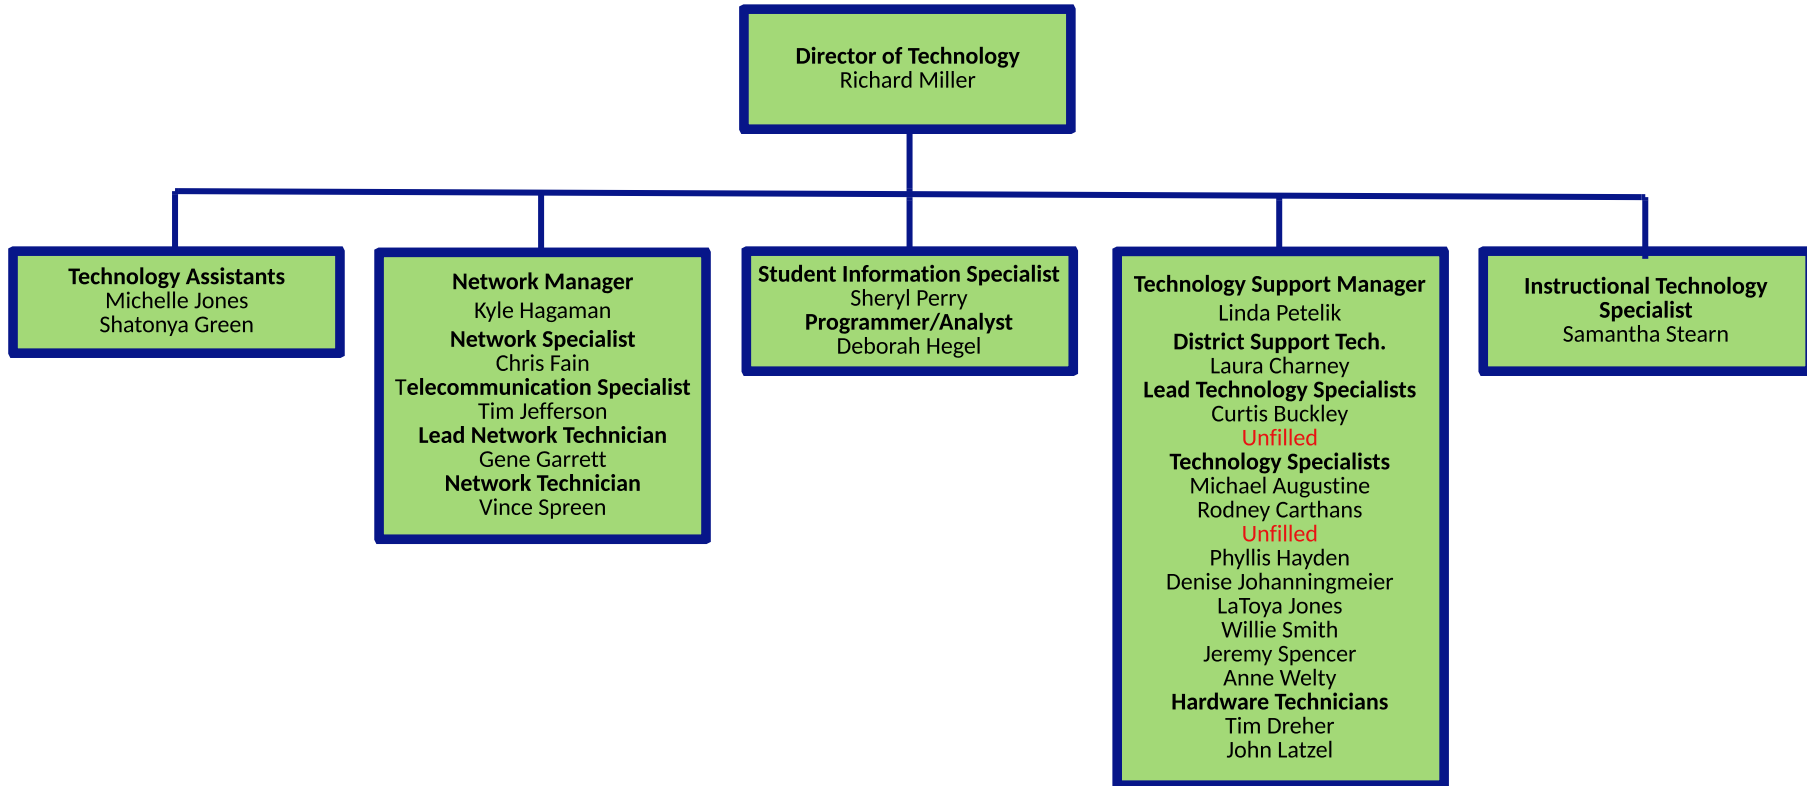 Director of Technology
Richard Miller
Technology Assistants
Michelle Jones
Shatonya Green
Network Manager
Kyle Hagaman
Network Specialist
Chris Fain
Telecommunication Specialist
Tim Jefferson
Lead Network Technician
Gene Garrett
Network Technician
Vince Spreen
Student Information Specialist
Sheryl Perry
Programmer/Analyst
Deborah Hegel
Technology Support Manager
Linda Petelik
District Support Tech.
Laura Charney
Lead Technology Specialists
Curtis Buckley
Unfilled
Technology Specialists
Michael Augustine
Rodney Carthans
Unfilled
Phyllis Hayden
Denise Johanningmeier
LaToya Jones
Willie Smith
Jeremy Spencer
Anne Welty
Hardware Technicians
Tim Dreher
John Latzel
Instructional Technology
Specialist
Samantha Stearn